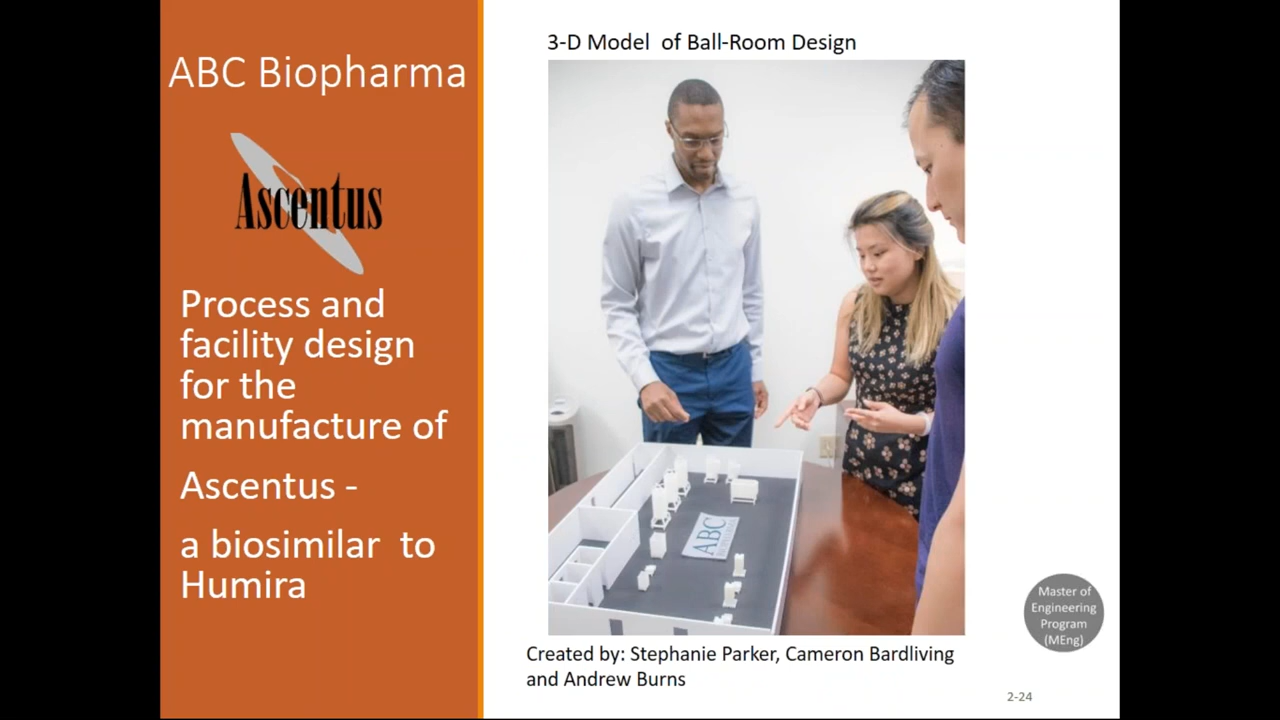 ABC Biopharma
Ascentus
Process and
facility design
for the
manufacture of
Ascentus -
a biosimilar to
Humira
3-D Model of Ball-Room Design
ABC
Created by: Stephanie Parker, Cameron Bardliving
and Andrew Burns
Master of
Engineering
Program
(MEng)
2-24